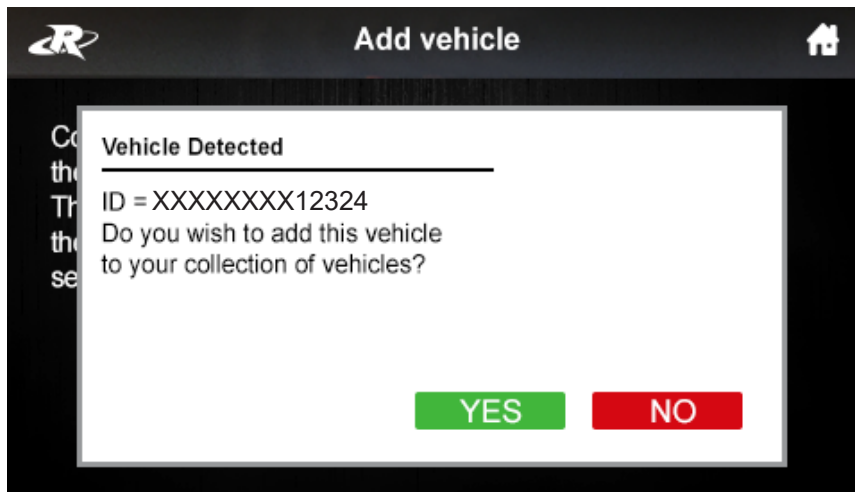 Add vehicle
Vehicle Detected
ID = XXXXXXXX12324
Do you wish to add this vehicle
to your collection of vehicles?
YES NO